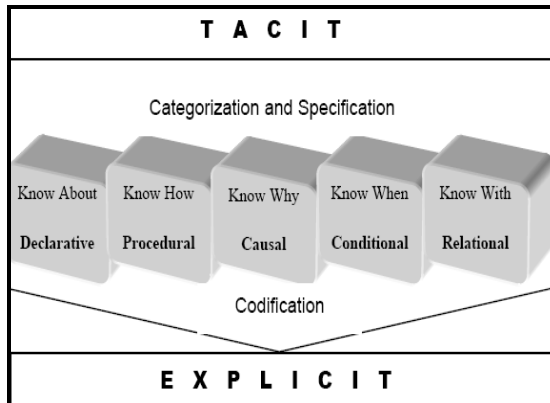 T A C I T
Categorization and Specification
Know About Know How Know Why Know When Know With
Declarative Procedural Causal Conditional Relational
Codification
E X P L I C I T